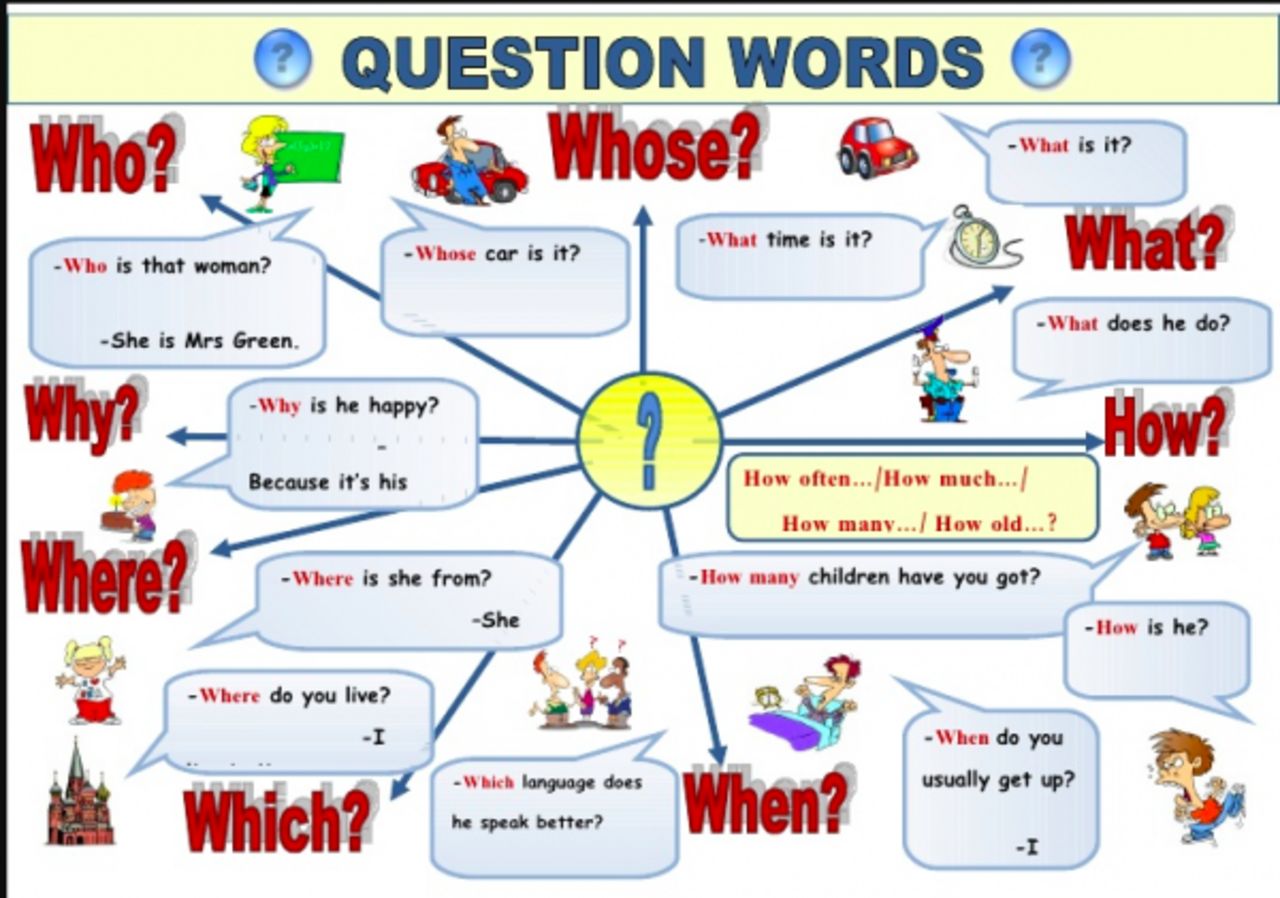 ? QUESTION WORDS ?
Who?
Whose?
-What is it?
-What time is it?
What?
-Whose car is it?
-Who is that woman?
-She is Mrs Green.
-What does he do?
Why?
-Why is he happy?
-
Because it's his
?
How?
How often.../How much.../
How many.../ How old...?
Where?
-Where is she from?
-She
-How many children have you got?
-How is he?
? ?
-Where do you live?
-I
Which?
-Which language does
he speak better?
When?
-When do you
usually get up?
-I